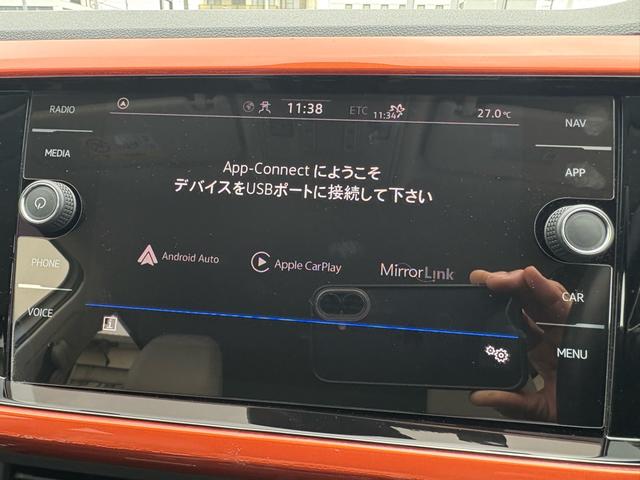 RADIO
MEDIA
PHONE
VOICE
11:38
ETC
11:34
27.0℃
NAV
APP
CAR
MENU
App-Connect にようこそ
デバイスをUSBポートに接続して下さい
Android Auto
Apple CarPlay
MirrorLink